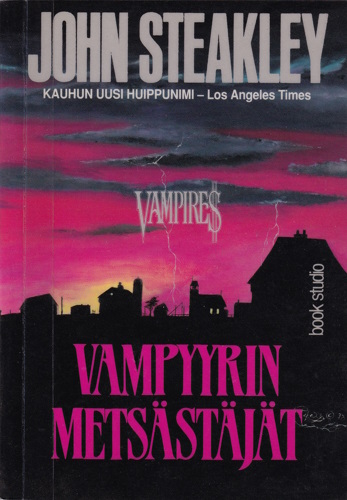 JOHN STEAKLEY
KAUHUN UUSI HUIPPUNIMI – Los Angeles Times
VAMPIRE$
book studio
VAMPYYRIN
METSÄSTÄJÄT